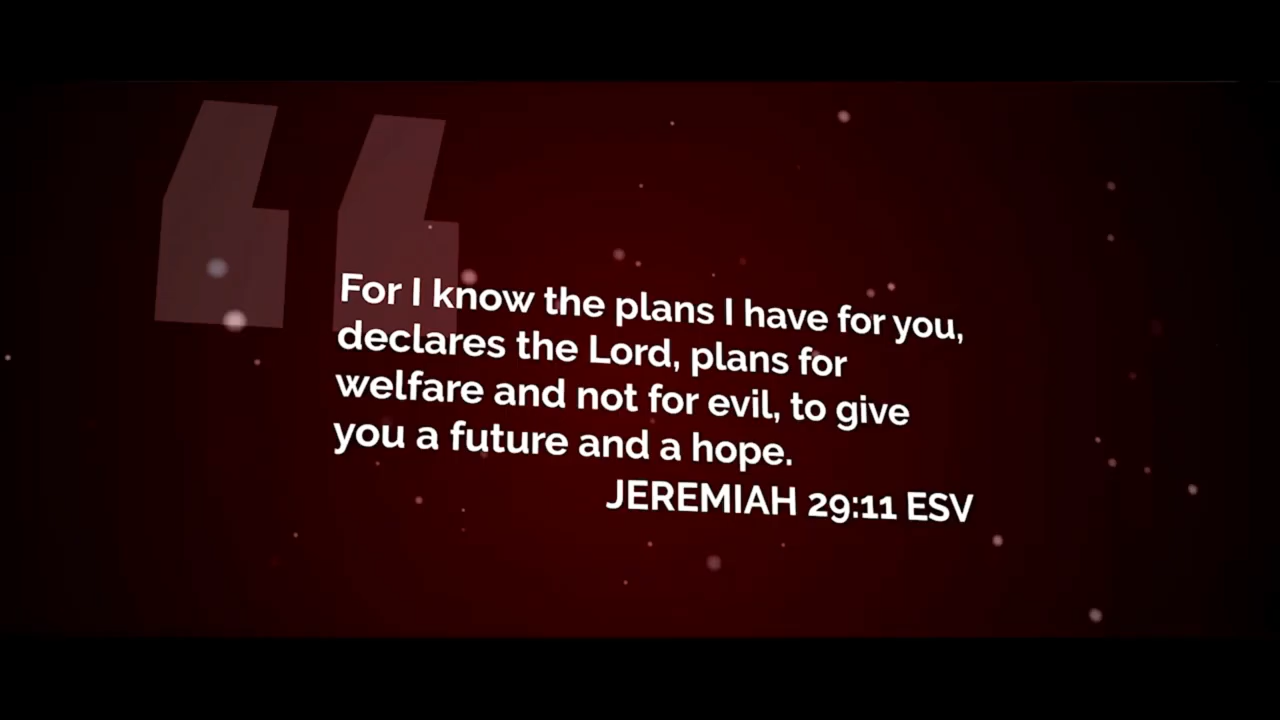 For I know the plans I have for you,
declares the Lord, plans for
welfare and not for evil, to give
you a future and a hope.
JEREMIAH 29:11 ESV